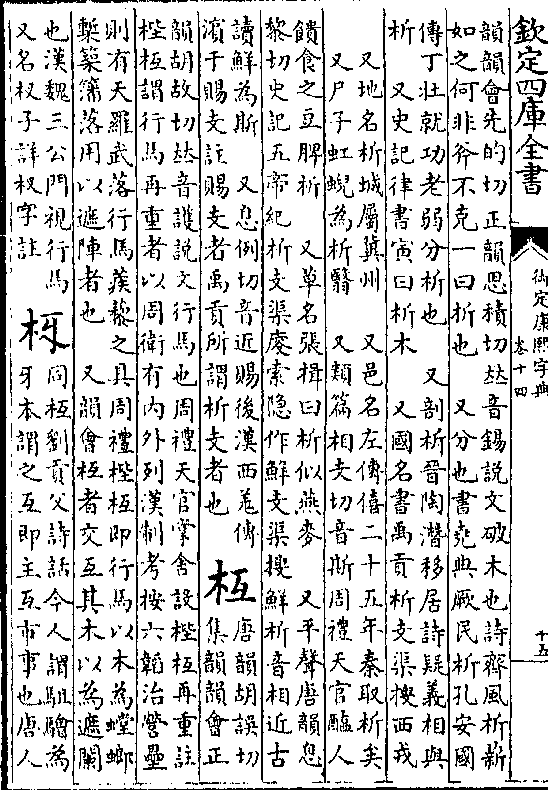 欽定四庫全書
御定康熙字典
卷十四
十五
韻韻會先的切正韻思積切𠀤音錫説文破木也詩齊風析薪
如之何非斧不克一曰析也 又分也書堯典厥民析孔安國
傳丁壯就功老弱分析也 又剖析晉陶潛移居詩疑義相與
析 又史記律書寅曰析木 又國名書禹貢析支渠搜西戎
又地名析城屬冀州 又邑名左傳僖二十五年秦取析矣
又尸子虹蜺為析翳 又類篇相支切音斯周禮天官醢人
饋食之豆脾析 又草名張揖曰析似燕麥 又平聲唐韻息
黎切史記五帝紀析支渠廋索隐作鮮支渠搜鮮析音相近古
讀鮮為斯 又息例切音近賜後漢西羌傳
濱于賜支註賜支者禹貢所謂析支者也
枑
唐韻胡誤切
集韻韻會正
韻胡故切𠀤音護説文行馬也周禮天官掌舍設梐枑再重註
梐枑謂行馬再重者以周衛有内外列漢制考按六韜治營壘
則有天羅武落行馬蒺藜之具周禮梐枑即行馬以木為螳螂
槧築籓落用以遮陣者也 又韻會枑者交互其木以為遮闌
也漢魏三公門視行馬
又名杈子詳杈字註
枒
同枑劉貢父詩話今人謂駔䯤為
牙本謂之互即主互市事也唐人